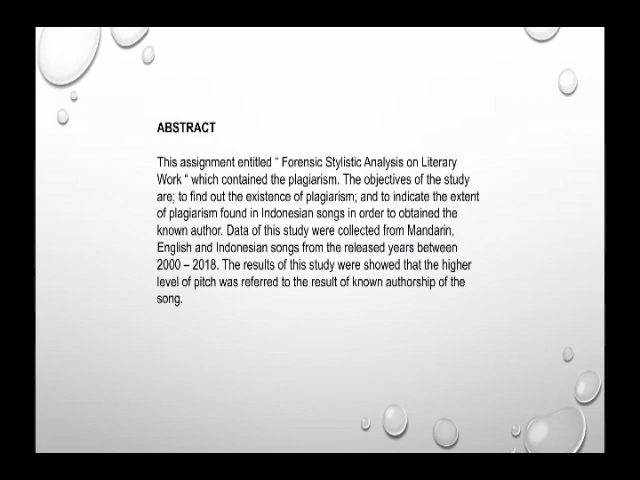 ABSTRACT
This assignment entitled “ Forensic Stylistic Analysis on Literary
Work “ which contained the plagiarism. The objectives of the study
are; to find out the existence of plagiarism; and to indicate the extent
of plagiarism found in Indonesian songs in order to obtained the
known author. Data of this study were collected from Mandarin,
English and Indonesian songs from the released years between
2000 – 2018. The results of this study were showed that the higher
level of pitch was referred to the result of known authorship of the
song.